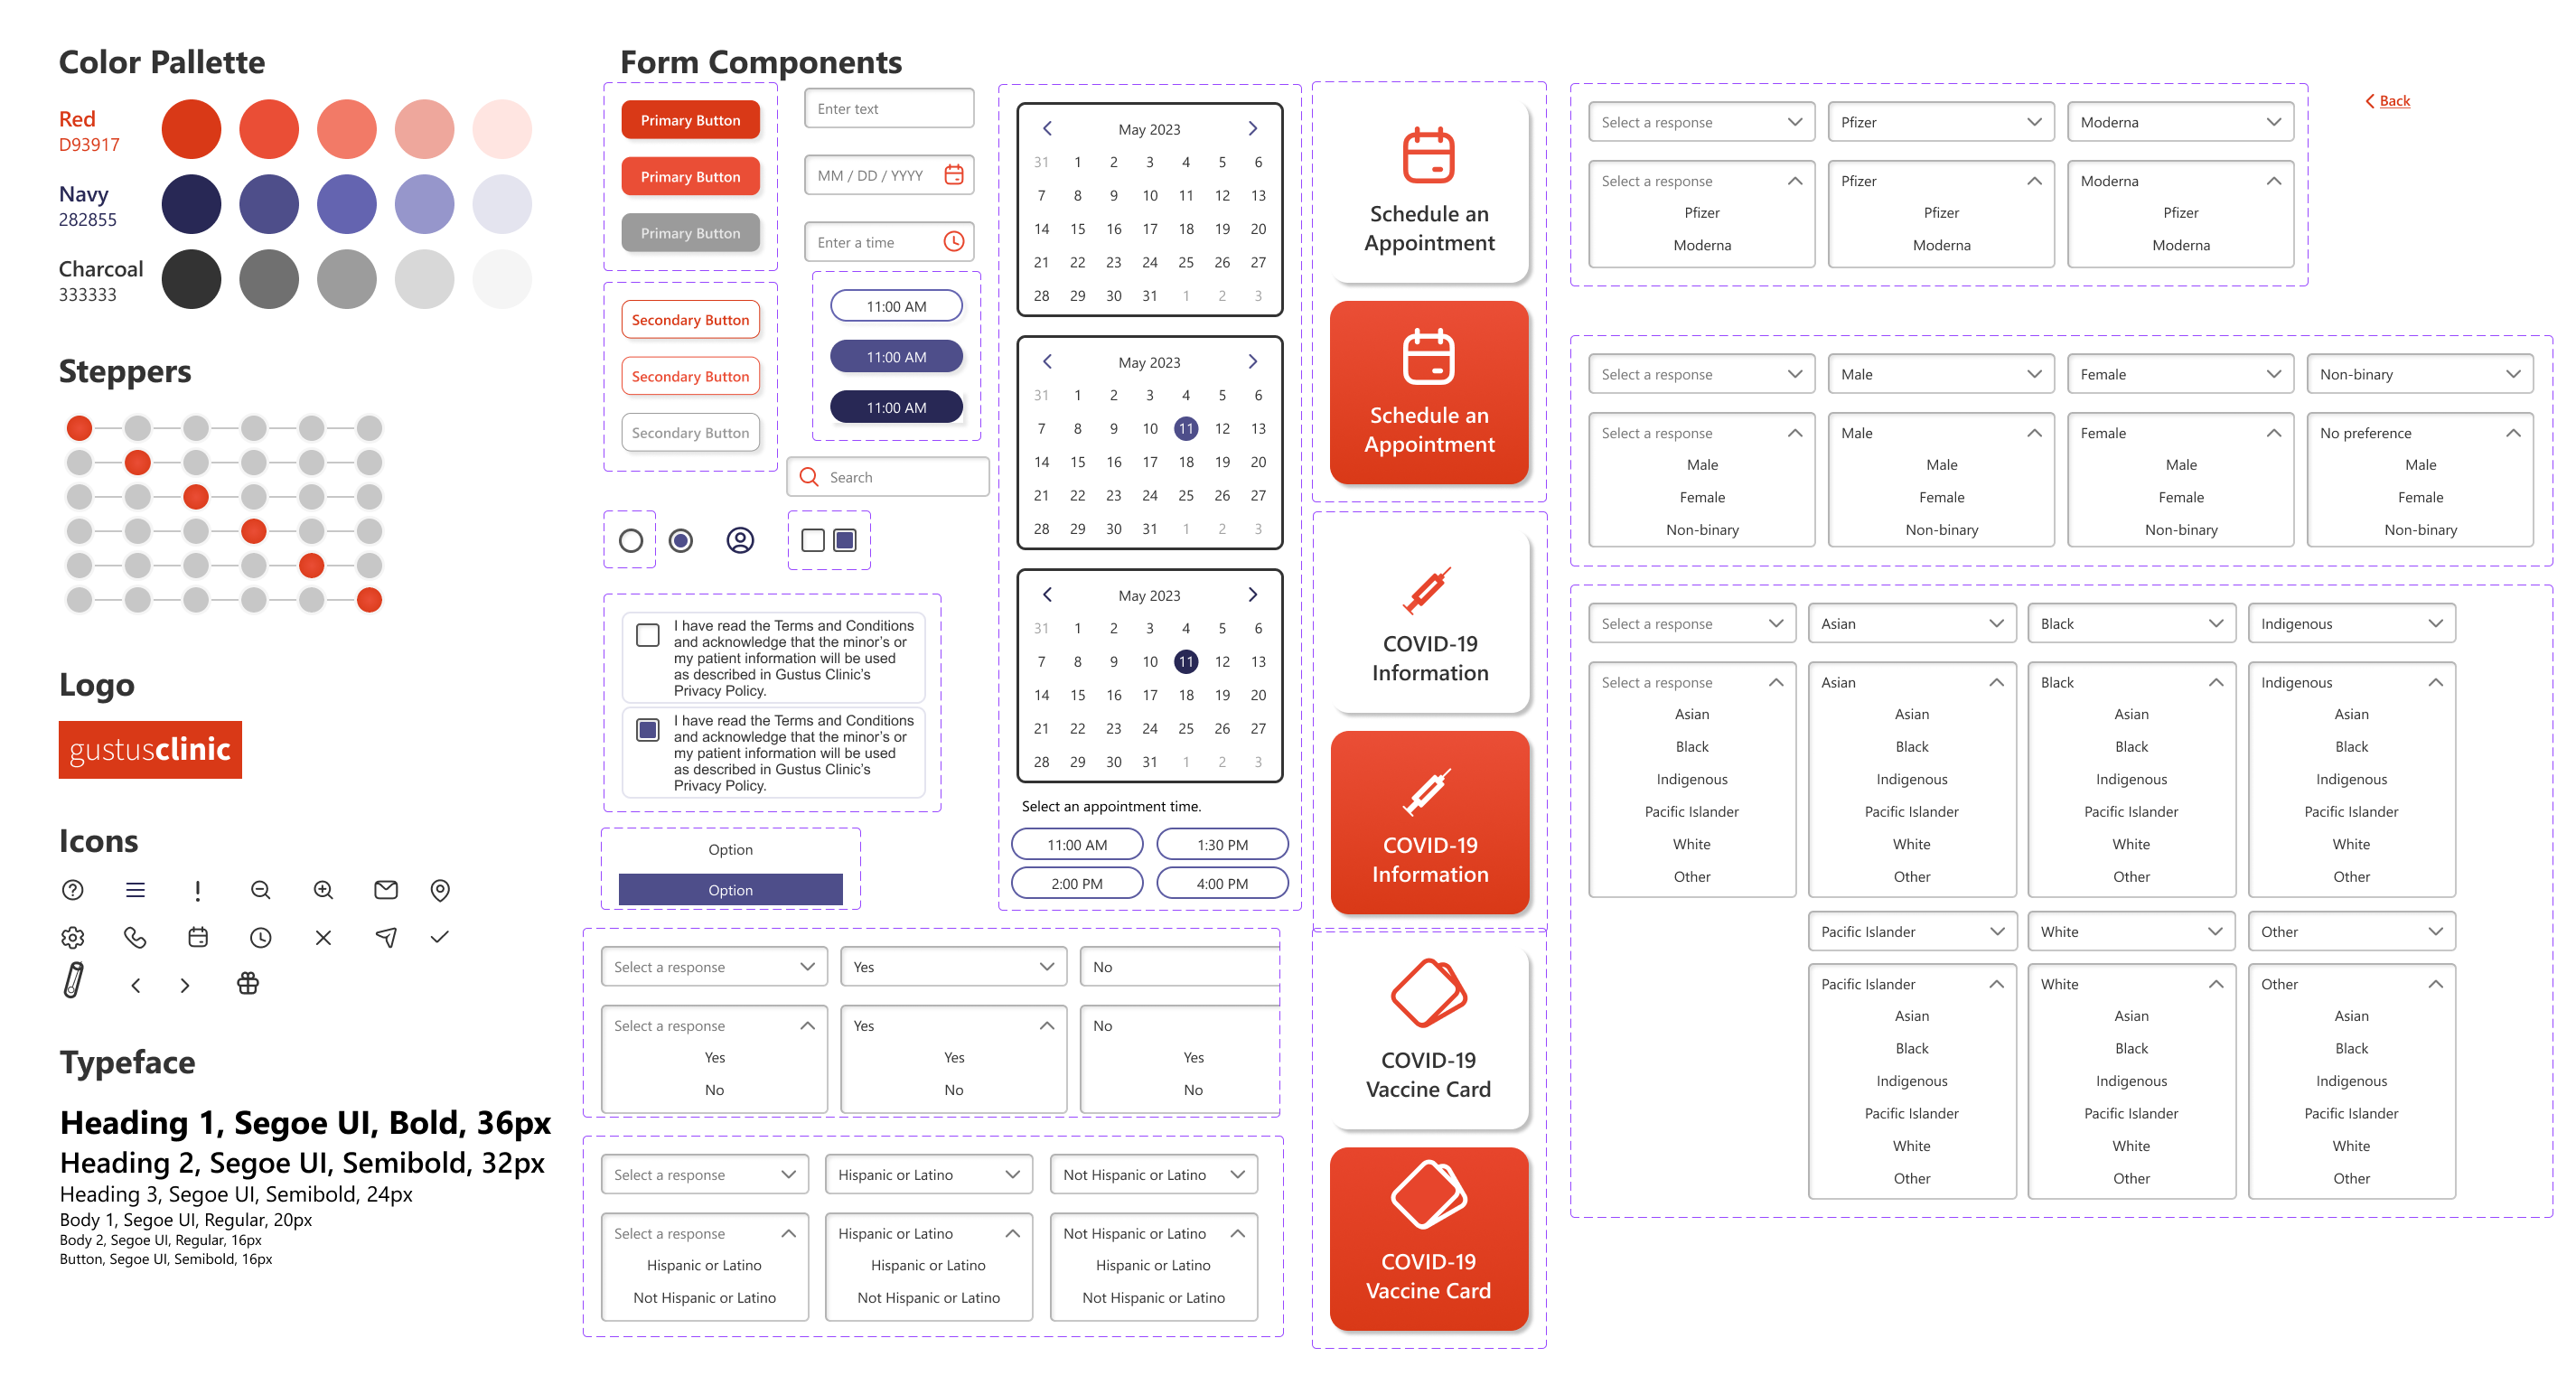 Color Pallette
Red
D93917
Navy
282855
Charcoal
333333
Steppers
Logo
gustusclinic
Icons
Typeface
Heading 1, Segoe UI, Bold, 36px
Heading 2, Segoe UI, Semibold, 32px
Heading 3, Segoe UI, Semibold, 24px
Body 1, Segoe UI, Regular, 20px
Body 2, Segoe UI, Regular, 16px
Button, Segoe UI, Semibold, 16px
Form Components
Primary Button
Primary Button
Primary Button
Secondary Button
Secondary Button
Secondary Button
Enter text
MM / DD / YYYY
Enter a time
11:00 AM
11:00 AM
11:00 AM
Search
I have read the Terms and Conditions
and acknowledge that the minor's or
my patient information will be used
as described in Gustus Clinic's
Privacy Policy.
I have read the Terms and Conditions
and acknowledge that the minor's or
my patient information will be used
as described in Gustus Clinic's
Privacy Policy.
Option
Option
May 2023
31 1 2 3 4 5 6
7 8 9 10 11 12 13
14 15 16 17 18 19 20
21 22 23 24 25 26 27
28 29 30 31 1 2 3
May 2023
31 1 2 3 4 5 6
7 8 9 10 11 12 13
14 15 16 17 18 19 20
21 22 23 24 25 26 27
28 29 30 31 1 2 3
May 2023
31 1 2 3 4 5 6
7 8 9 10 11 12 13
14 15 16 17 18 19 20
21 22 23 24 25 26 27
28 29 30 31 1 2 3
Select an appointment time.
11:00 AM 1:30 PM
2:00 PM 4:00 PM
Select a response Yes No
Select a response Yes No
Yes Yes Yes
No No No
Select a response Hispanic or Latino Not Hispanic or Latino
Select a response Hispanic or Latino Not Hispanic or Latino
Hispanic or Latino Hispanic or Latino Hispanic or Latino
Not Hispanic or Latino Not Hispanic or Latino Not Hispanic or Latino
Schedule an
Appointment
Schedule an
Appointment
COVID-19
Information
COVID-19
Information
COVID-19
Vaccine Card
COVID-19
Vaccine Card
Select a response Pfizer Moderna
Select a response Pfizer Moderna
Pfizer Pfizer Pfizer
Moderna Moderna Moderna
Back
Select a response Male Female Non-binary
Select a response Male Female No preference
Male Male Male Male
Female Female Female Female
Non-binary Non-binary Non-binary Non-binary
Select a response Asian Black Indigenous
Select a response Asian Black Indigenous
Asian Asian Asian Asian
Black Black Black Black
Indigenous Indigenous Indigenous Indigenous
Pacific Islander Pacific Islander Pacific Islander Pacific Islander
White White White White
Other Other Other Other
Pacific Islander White Other
Pacific Islander White Other
Asian Asian Asian
Black Black Black
Indigenous Indigenous Indigenous
Pacific Islander Pacific Islander Pacific Islander
White White White
Other Other Other